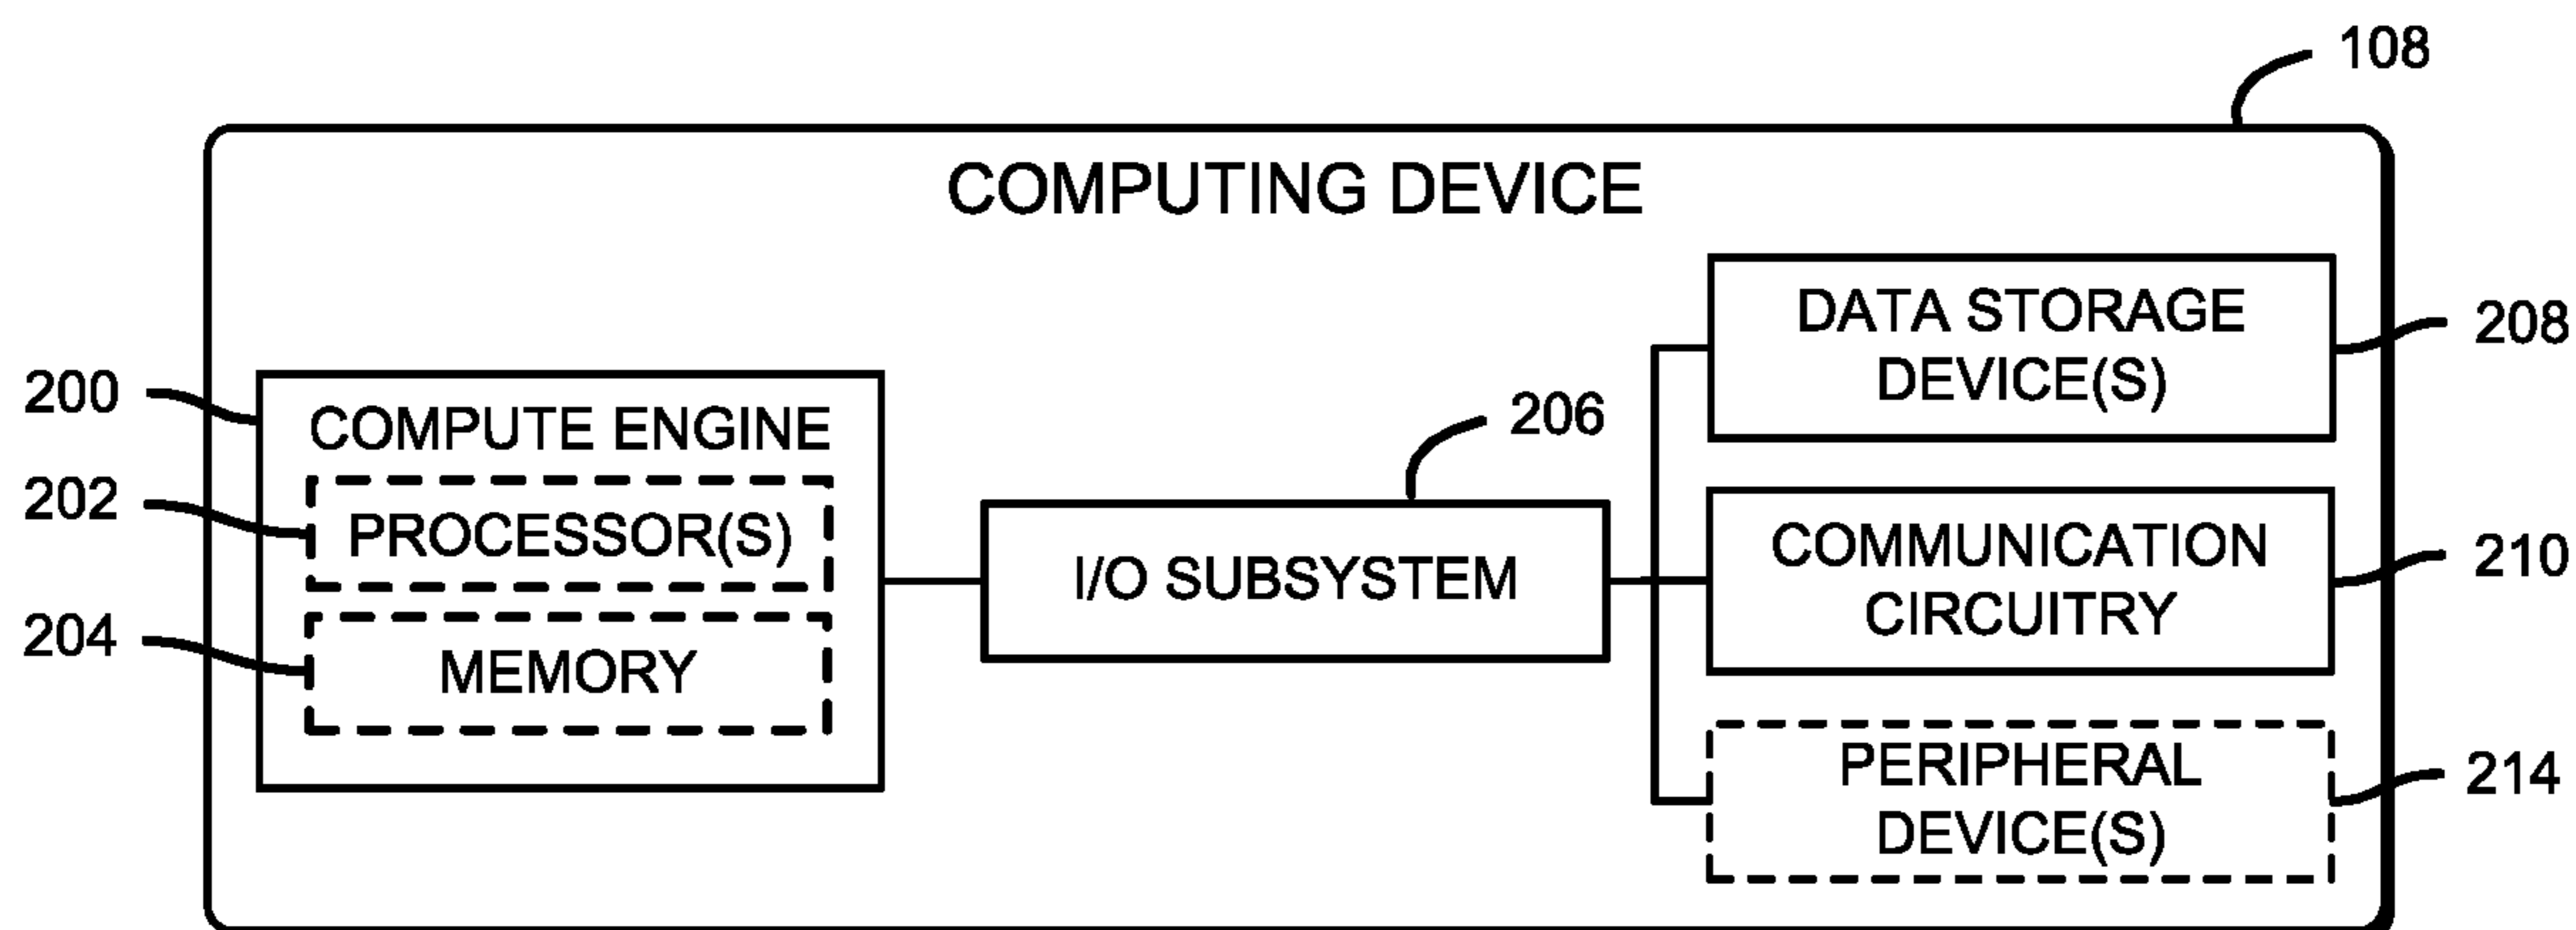 108
COMPUTING DEVICE
200
COMPUTE ENGINE
202
PROCESSOR(S)
204
MEMORY
206
I/O SUBSYSTEM
DATA STORAGE
DEVICE(S)
208
COMMUNICATION
CIRCUITRY
210
PERIPHERAL
DEVICE(S)
214